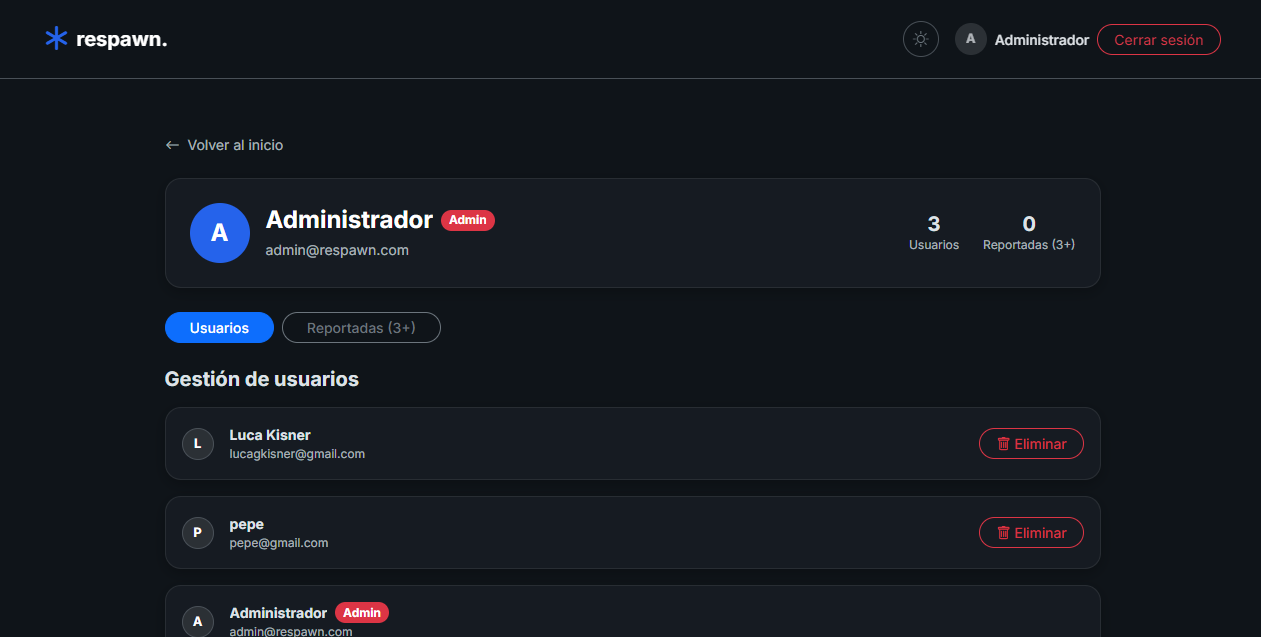 respawn.
A Administrador Cerrar sesión
← Volver al inicio
A
Administrador Admin
admin@respawn.com
3
Usuarios
0
Reportadas (3+)
Usuarios Reportadas (3+)
Gestión de usuarios
L
Luca Kisner
lucagkisner@gmail.com
Eliminar
P
pepe
pepe@gmail.com
Eliminar
A
Administrador Admin
admin@respawn.com